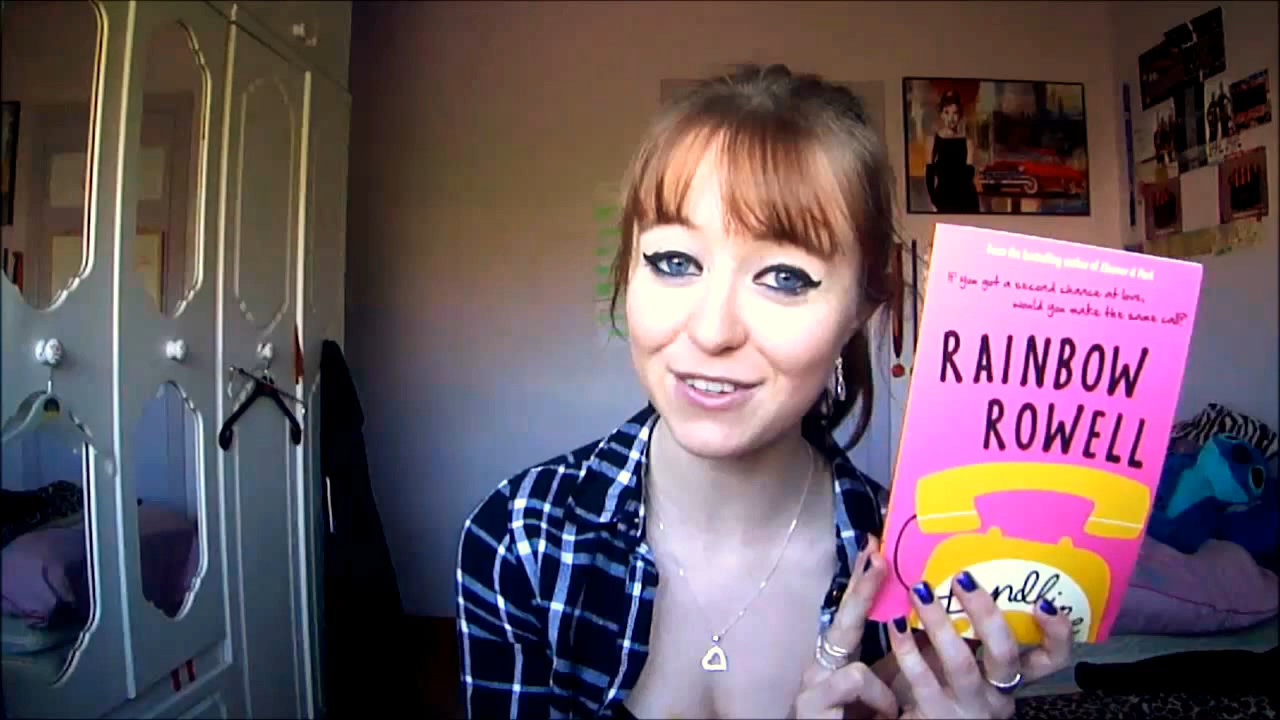 From the bestselling author of Eleanor & Park
If you got a second chance at love,
would you make the same call?
RAINBOW
ROWELL